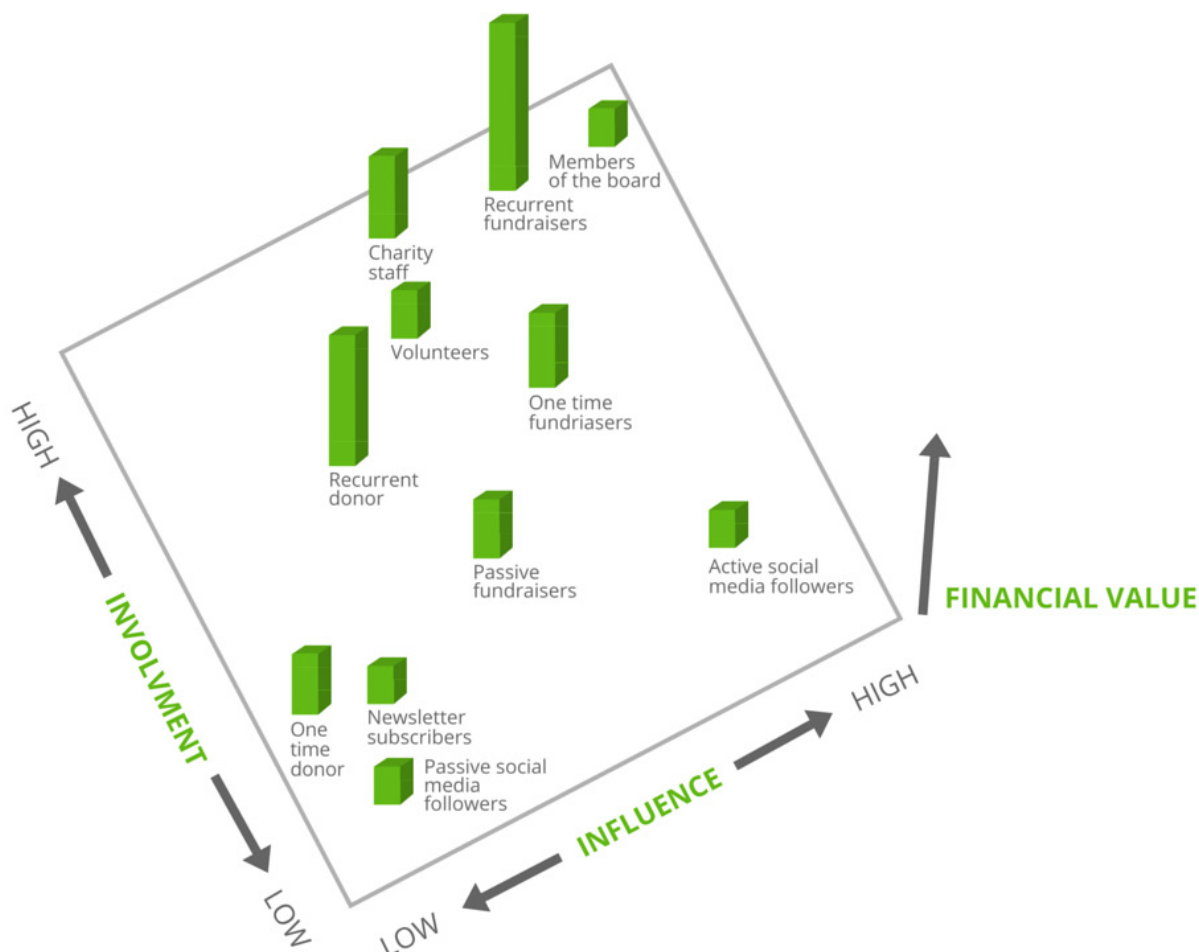 Members
of the board
Recurrent
fundraisers
Charity
staff
Volunteers
One time
fundriasers
Recurrent
donor
HIGH
Passive
fundraisers
Active social
media followers
FINANCIAL VALUE
INVOLVMENT
HIGH
One
time
donor
Newsletter
subscribers
Passive social
media
followers
INFLUENCE
LOW
LOW